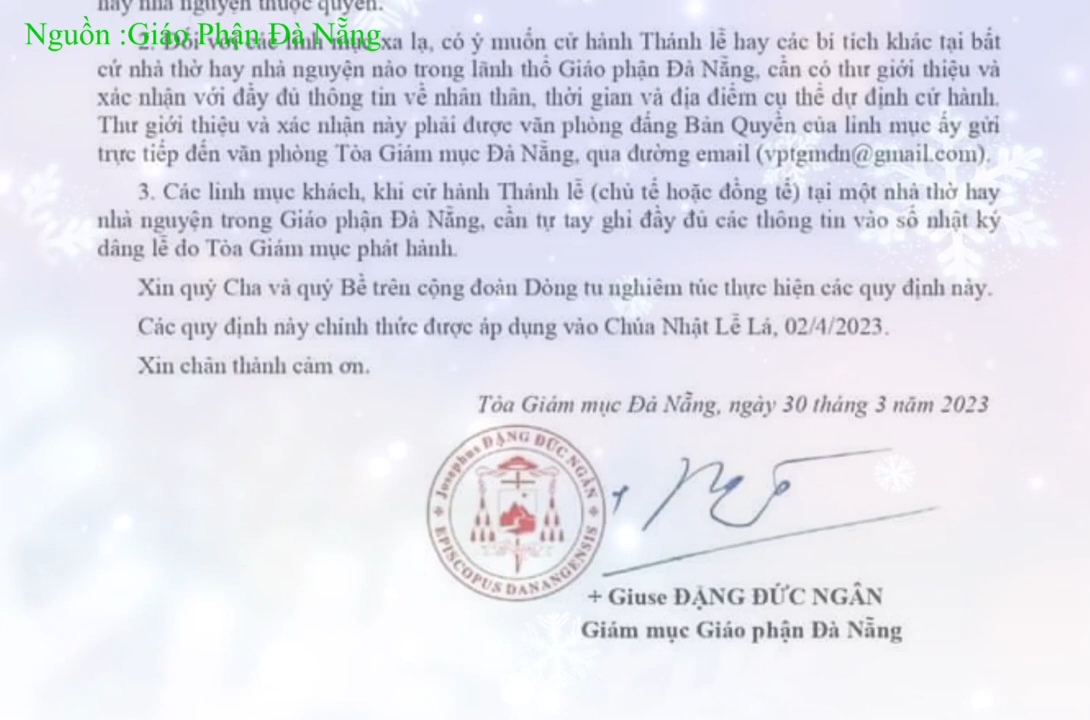 hay nhà nguyện thuộc quyền.
Nguồn :Giáo Phận Đà Nẵng
2. Đối với các linh mục xa lạ, có ý muốn cử hành Thánh lễ hay các bí tích khác tại bất
cứ nhà thờ hay nhà nguyện nào trong lãnh thổ Giáo phận Đà Nẵng, cần có thư giới thiệu và
xác nhận với đầy đủ thông tin về nhân thân, thời gian và địa điểm cụ thể dự định cử hành.
Thư giới thiệu và xác nhận này phải được văn phòng đấng Bản Quyền của linh mục ấy gửi
trực tiếp đến văn phòng Tòa Giám mục Đà Nẵng, qua đường email (vptgmdn@gmail.com).
3. Các linh mục khách, khi cử hành Thánh lễ (chủ tế hoặc đồng tế) tại một nhà thờ hay
nhà nguyện trong Giáo phận Đà Nẵng, cần tự tay ghi đầy đủ các thông tin vào sổ nhật ký
dâng lễ do Tòa Giám mục phát hành.
Xin quý Cha và quý Bề trên cộng đoàn Dòng tu nghiêm túc thực hiện các quy định này.
Các quy định này chính thức được áp dụng vào Chúa Nhật Lễ Lá, 02/4/2023.
Xin chân thành cảm ơn.
Tòa Giám mục Đà Nẵng, ngày 30 tháng 3 năm 2023
Josephus ĐẶNG ĐỨC NGÂN
EPISCOPUS DANANGENSIS
+ Giuse ĐẶNG ĐỨC NGÂN
Giám mục Giáo phận Đà Nẵng